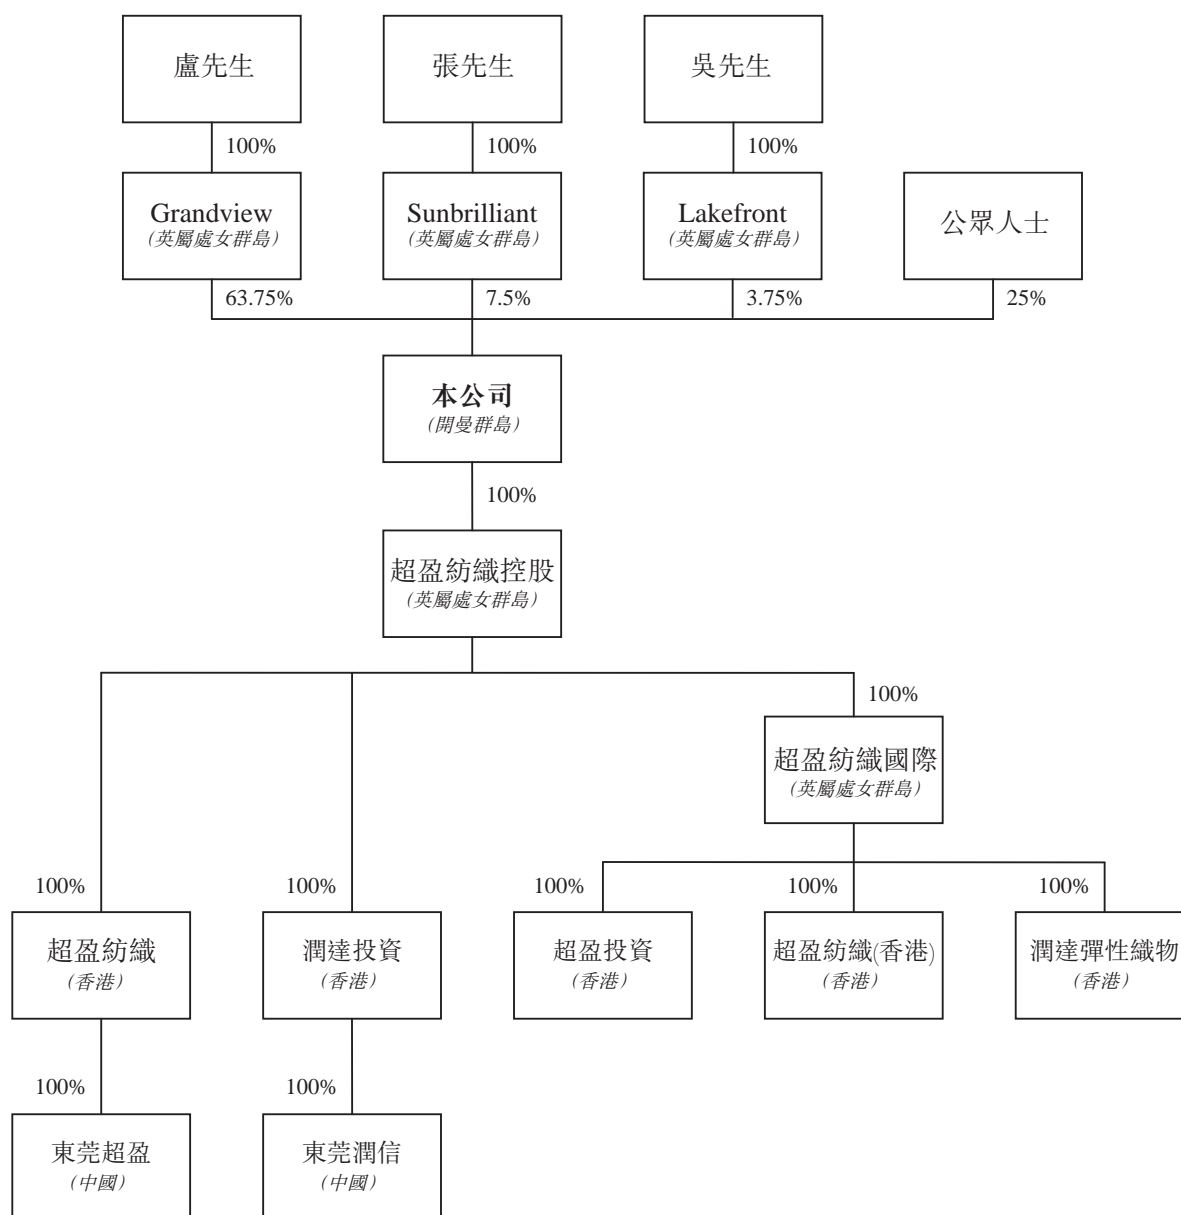 盧先生
張先生
吳先生
100%
100%
100%
Grandview
(英屬處女群島)
Sunbrilliant
(英屬處女群島)
Lakefront
(英屬處女群島)
公眾人士
63.75%
7.5%
3.75%
25%
本公司
(開曼群島)
100%
超盈紡織控股
(英屬處女群島)
100%
超盈紡織國際
(英屬處女群島)
100%
100%
100%
100%
100%
超盈紡織
(香港)
潤達投資
(香港)
超盈投資
(香港)
超盈紡織(香港)
(香港)
潤達彈性織物
(香港)
100%
100%
東莞超盈
(中國)
東莞潤信
(中國)